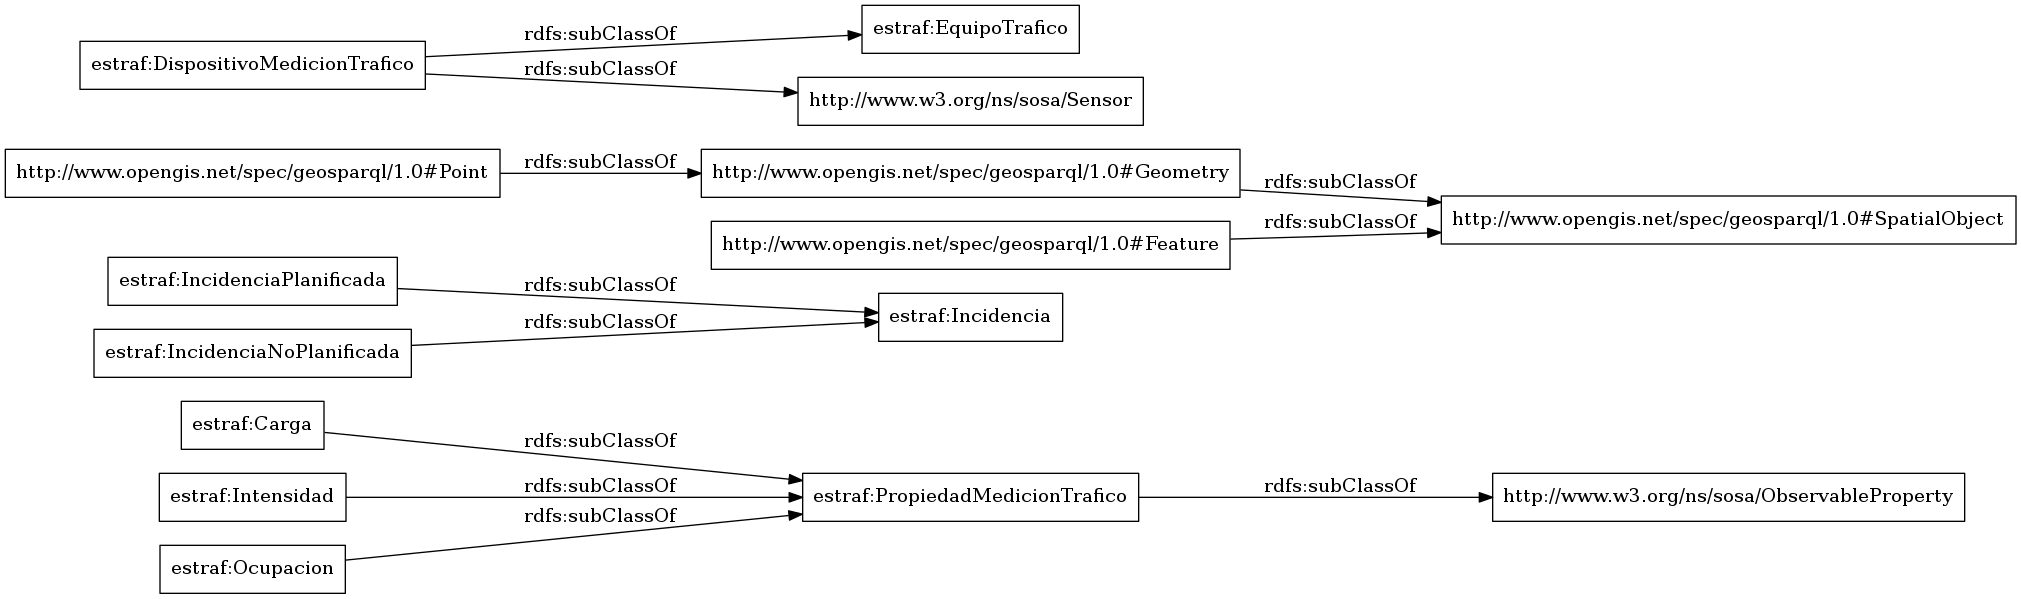 estraf:EquipoTrafico
rdfs:subClassOf
estraf:DispositivoMedicionTrafico
rdfs:subClassOf
http://www.w3.org/ns/sosa/Sensor
http://www.opengis.net/spec/geosparql/1.0#Point
rdfs:subClassOf
http://www.opengis.net/spec/geosparql/1.0#Geometry
rdfs:subClassOf
http://www.opengis.net/spec/geosparql/1.0#SpatialObject
rdfs:subClassOf
http://www.opengis.net/spec/geosparql/1.0#Feature
estraf:IncidenciaPlanificada
rdfs:subClassOf
estraf:Incidencia
rdfs:subClassOf
estraf:IncidenciaNoPlanificada
estraf:Carga
rdfs:subClassOf
estraf:Intensidad
rdfs:subClassOf
estraf:PropiedadMedicionTrafico
rdfs:subClassOf
http://www.w3.org/ns/sosa/ObservableProperty
rdfs:subClassOf
estraf:Ocupacion